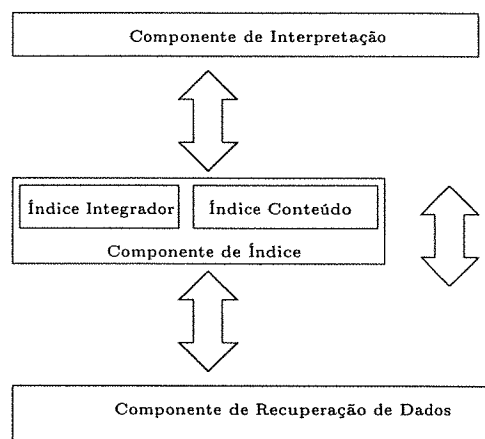 Componente de Interpretação
Índice Integrador
Índice Conteúdo
Componente de Índice
Componente de Recuperação de Dados